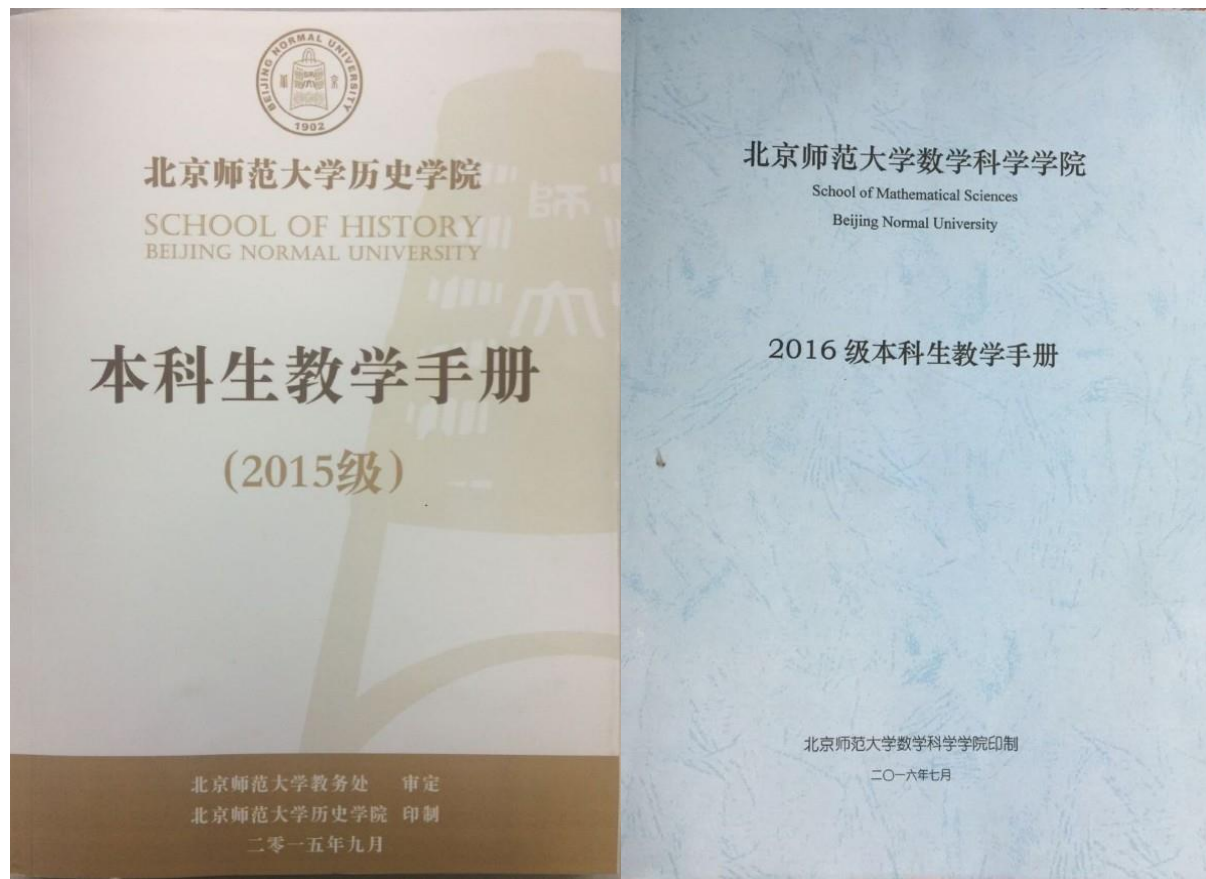 BEIJING NORMAL UNIVERSITY
1902
北京师范大学历史学院
SCHOOL OF HISTORY
BEIJING NORMAL UNIVERSITY
本科生教学手册
(2015级)
北京师范大学教务处 审定
北京师范大学历史学院 印制
二零一五年九月
北京师范大学数学科学学院
School of Mathematical Sciences
Beijing Normal University
2016 级本科生教学手册
北京师范大学数学科学学院印制
二〇一六年七月